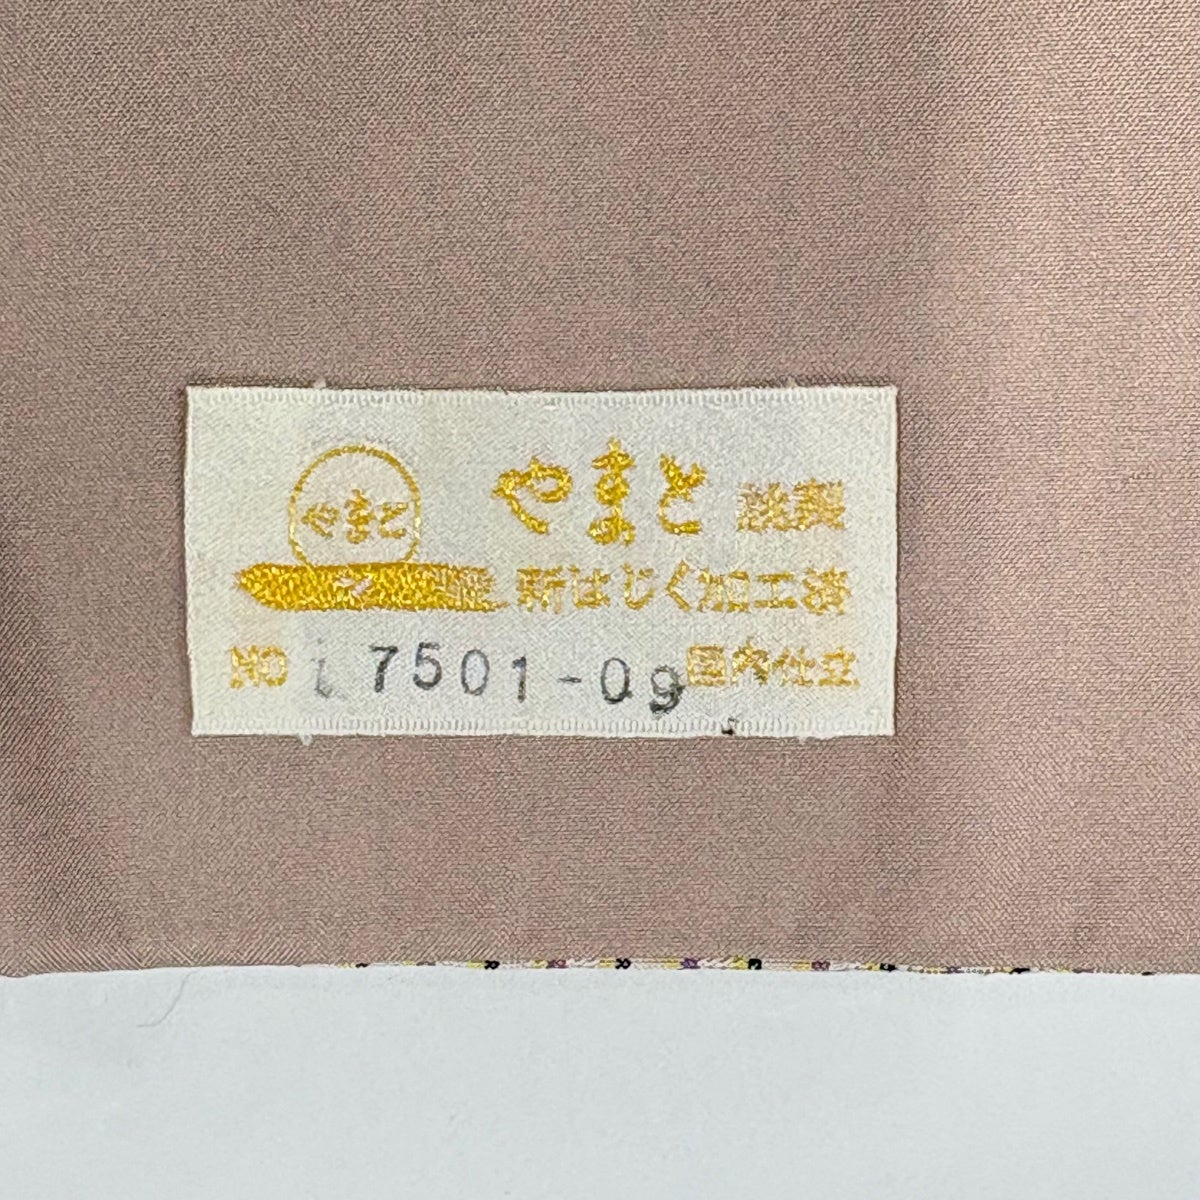 やまと
やまと 謹製
新はじく加工済
NO 7501-09 国内仕立